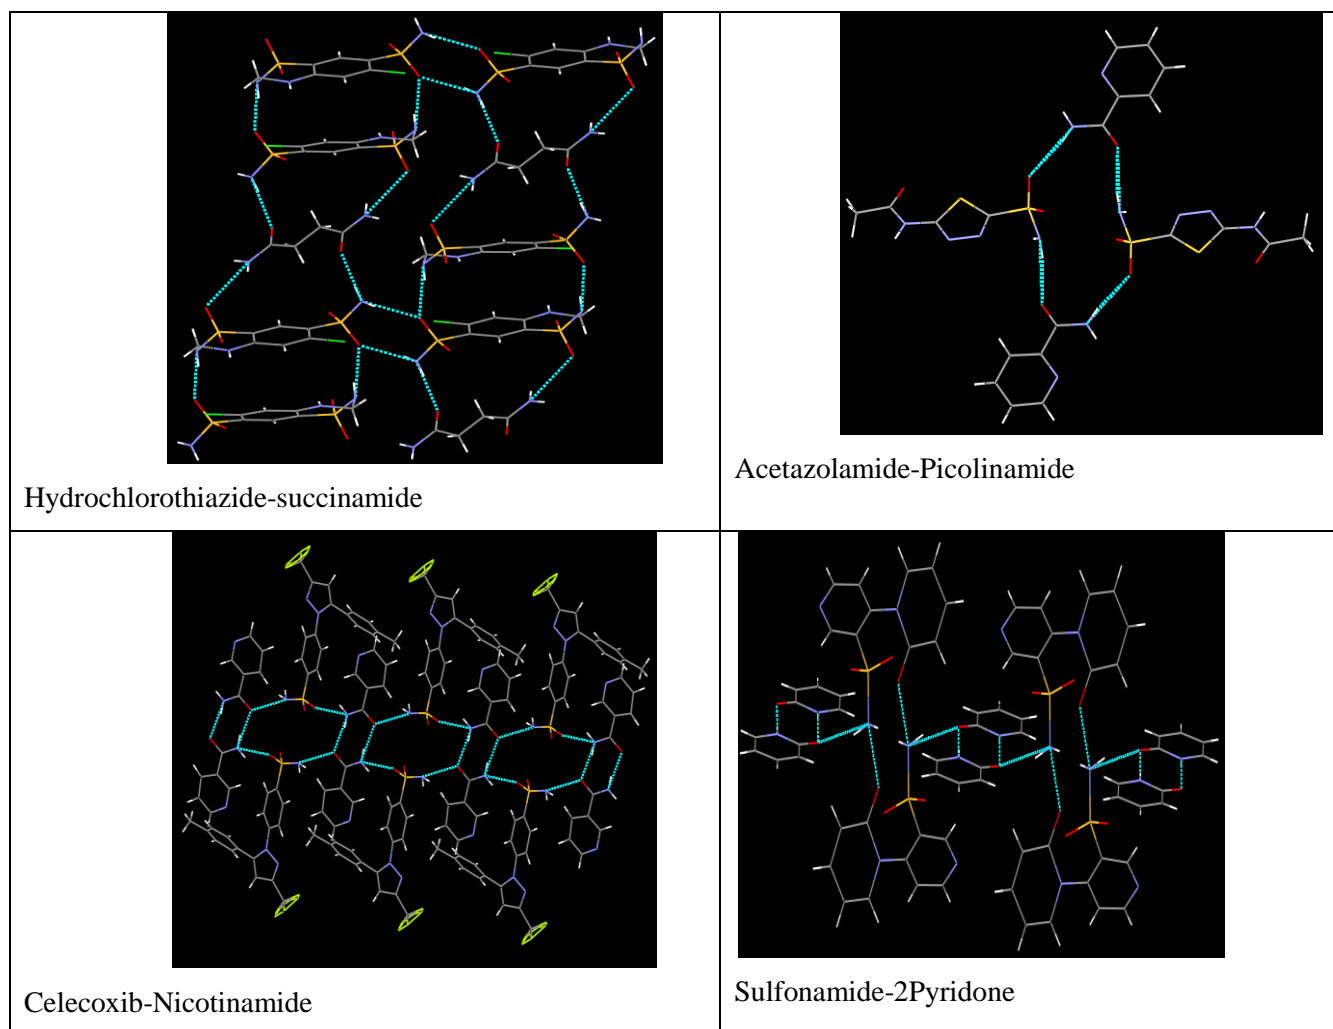 Hydrochlorothiazide-succinamide
Acetazolamide-Picolinamide
Celecoxib-Nicotinamide
Sulfonamide-2Pyridone